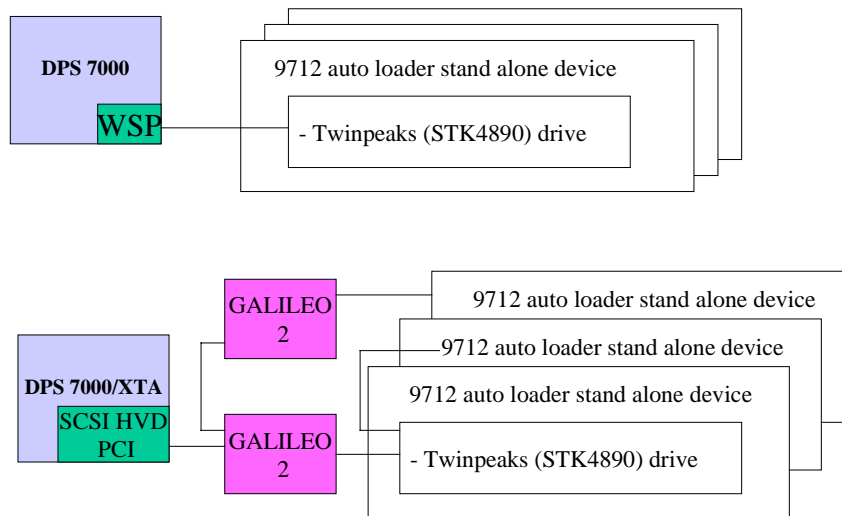 DPS 7000
WSP
9712 auto loader stand alone device
- Twinpeaks (STK4890) drive
GALILEO
2
9712 auto loader stand alone device
9712 auto loader stand alone device
DPS 7000/XTA
9712 auto loader stand alone device
SCSI HVD
PCI
GALILEO
2
- Twinpeaks (STK4890) drive